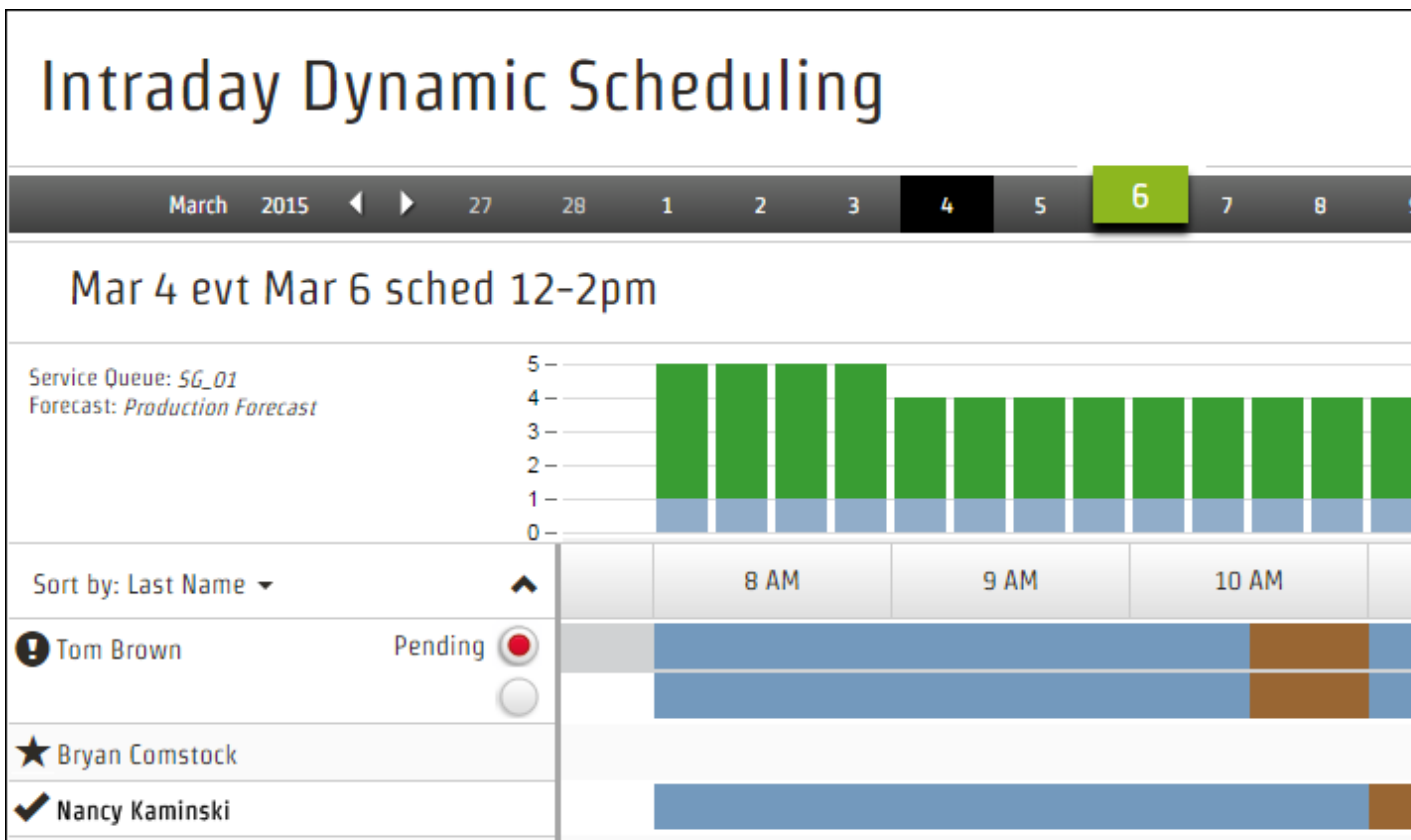 Intraday Dynamic Scheduling
March 2015 27 28 1 2 3 4 5 6 7 8
Mar 4 evt Mar 6 sched 12-2pm
Service Queue: SG_01
Forecast: Production Forecast
5
4
3
2
1
0
Sort by: Last Name 8 AM 9 AM 10 AM
Tom Brown Pending
Bryan Comstock
Nancy Kaminski